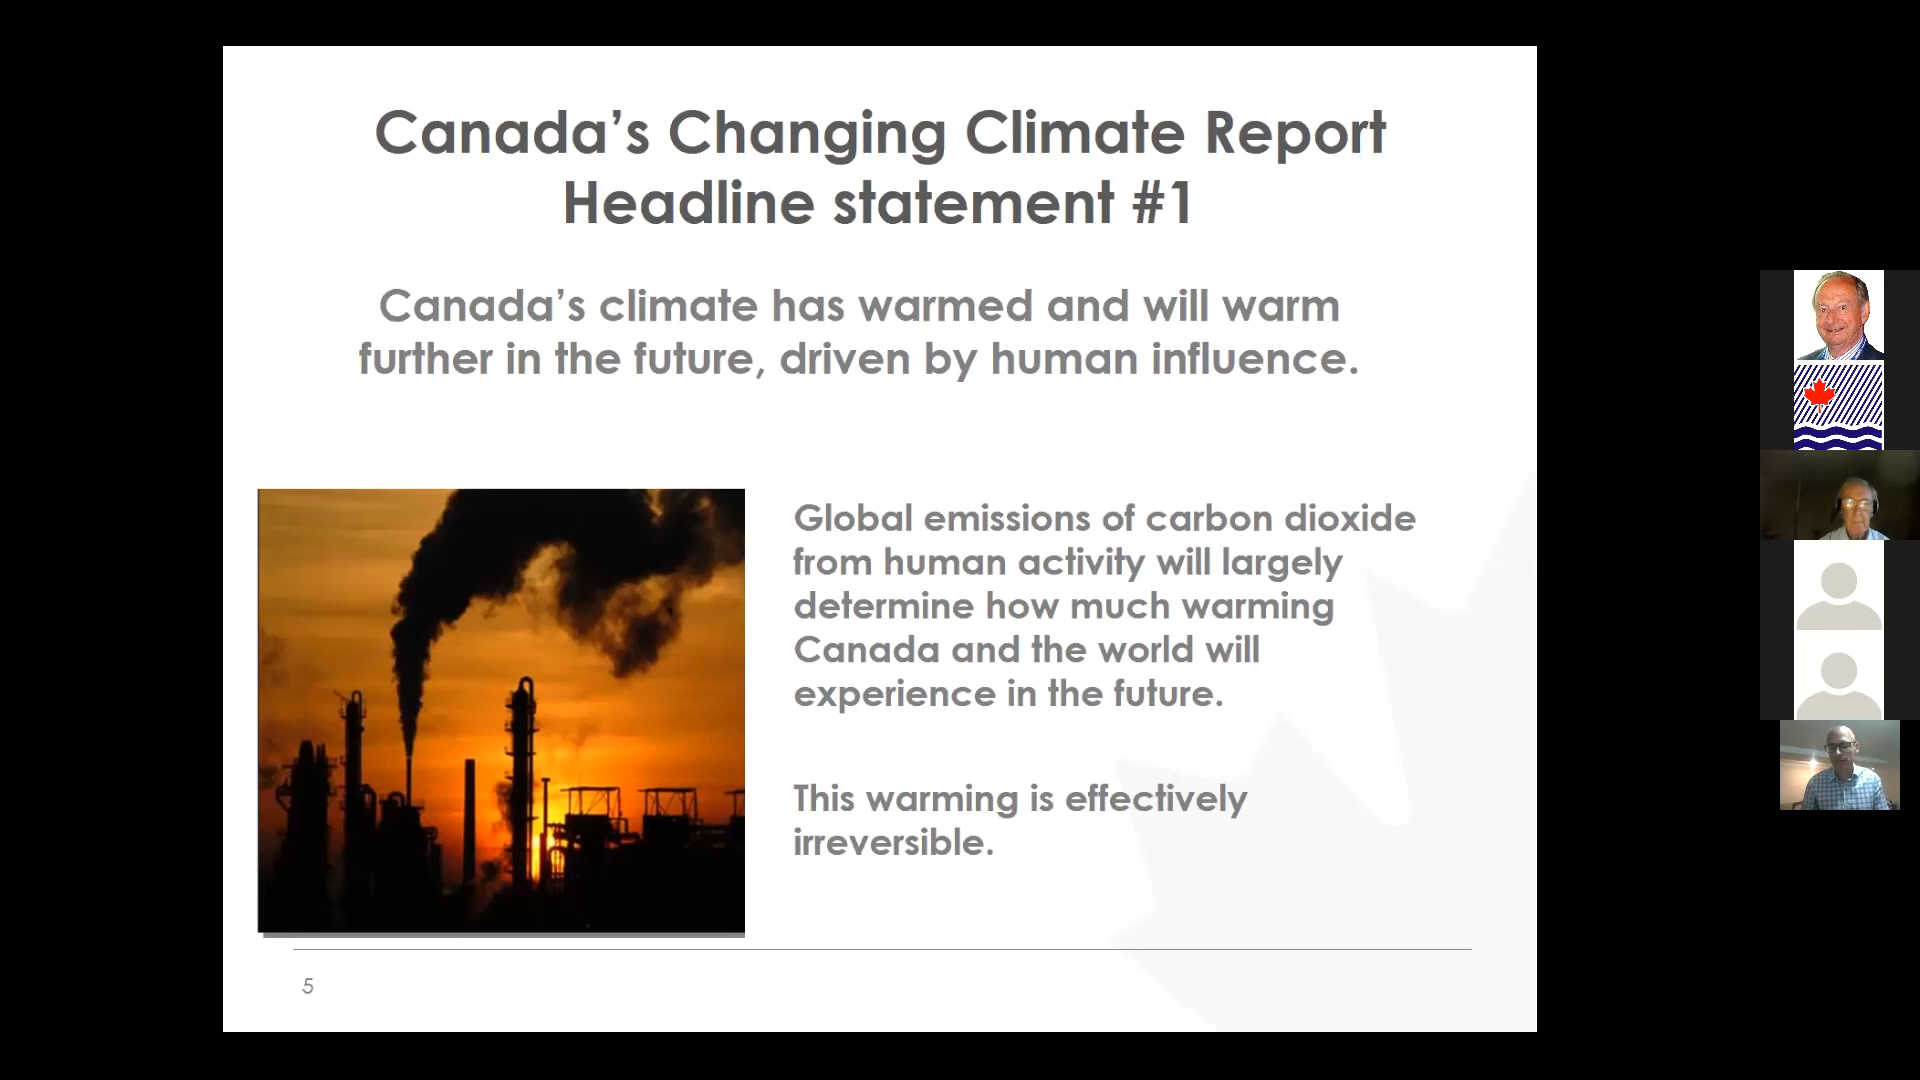 Canada’s Changing Climate Report
Headline statement #1
Canada’s climate has warmed and will warm
further in the future, driven by human influence.
Global emissions of carbon dioxide
from human activity will largely
determine how much warming
Canada and the world will
experience in the future.
This warming is effectively
irreversible.
5